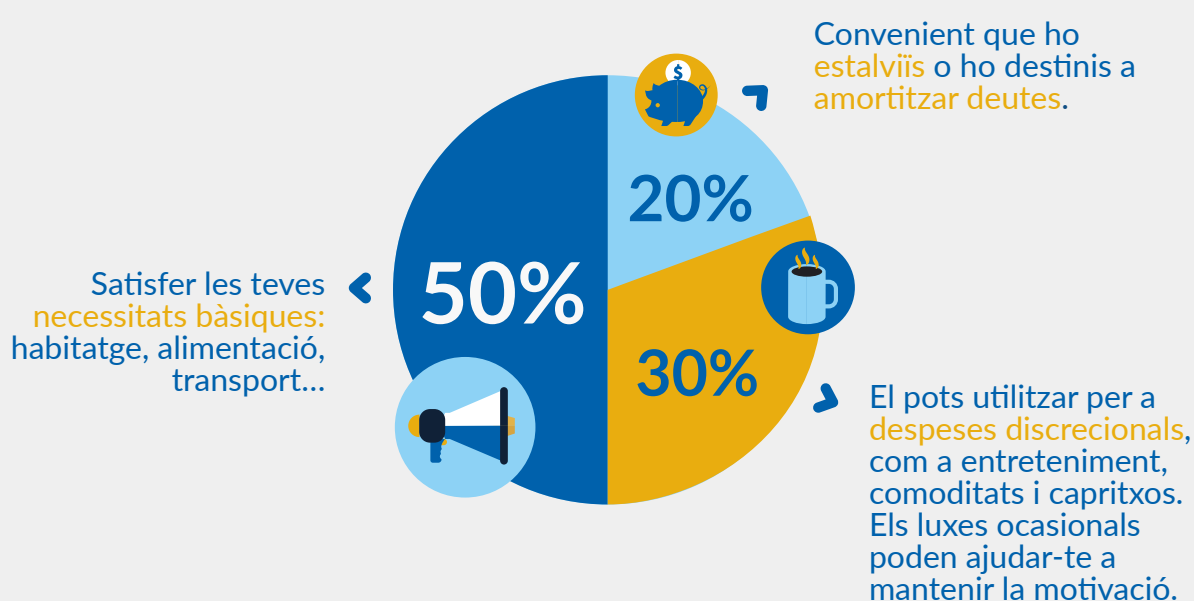 Convenient que ho
estalviïs o ho destinis a
amortitzar deutes.
$
20%
50%
Satisfer les teves
necessitats bàsiques:
habitatge, alimentació,
transport...
30%
El pots utilitzar per a
despeses discrecionals,
com a entreteniment,
comoditats i capritxos.
Els luxes ocasionals
poden ajudar-te a
mantenir la motivació.